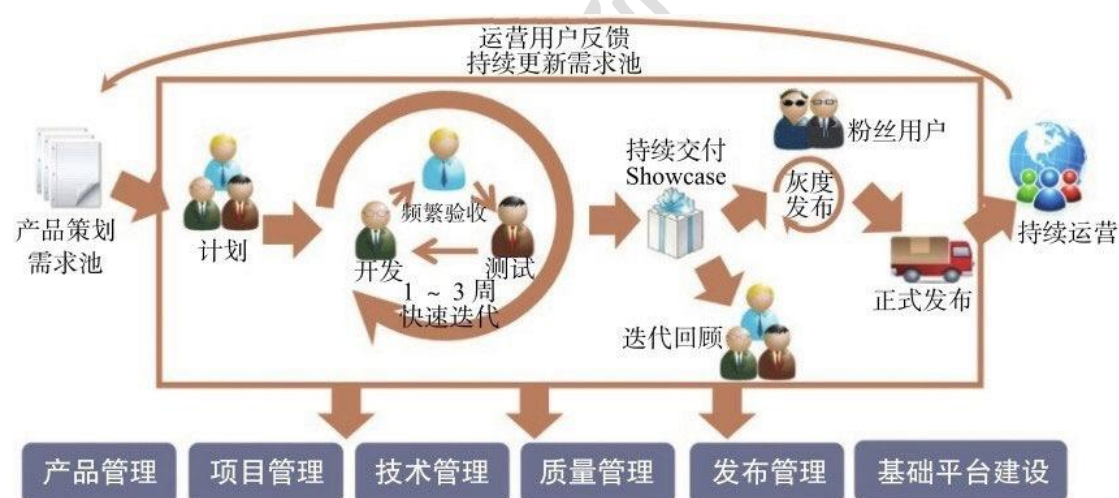 运营用户反馈
持续更新需求池
产品策划
需求池
计划
频繁验收
开发
测试
1 ~ 3 周
快速迭代
持续交付
Showcase
粉丝用户
灰度
发布
迭代回顾
正式发布
持续运营
产品管理
项目管理
技术管理
质量管理
发布管理
基础平台建设